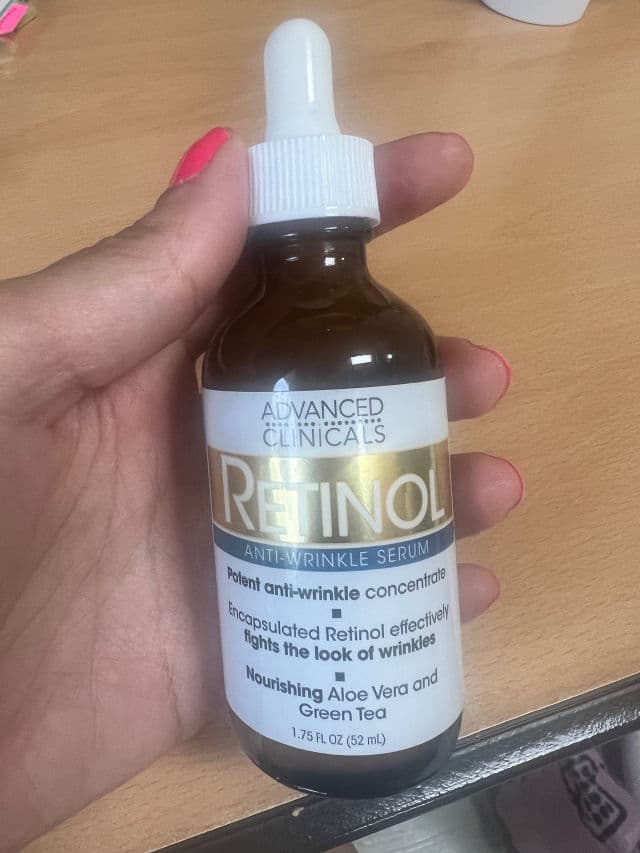 ADVANCED
CLINICALS
RETINOL
ANTI-WRINKLE SERUM
Potent anti-wrinkle concentrate
Encapsulated Retinol effectively
fights the look of wrinkles
Nourishing Aloe Vera and
Green Tea
1.75 FL OZ (52 mL)